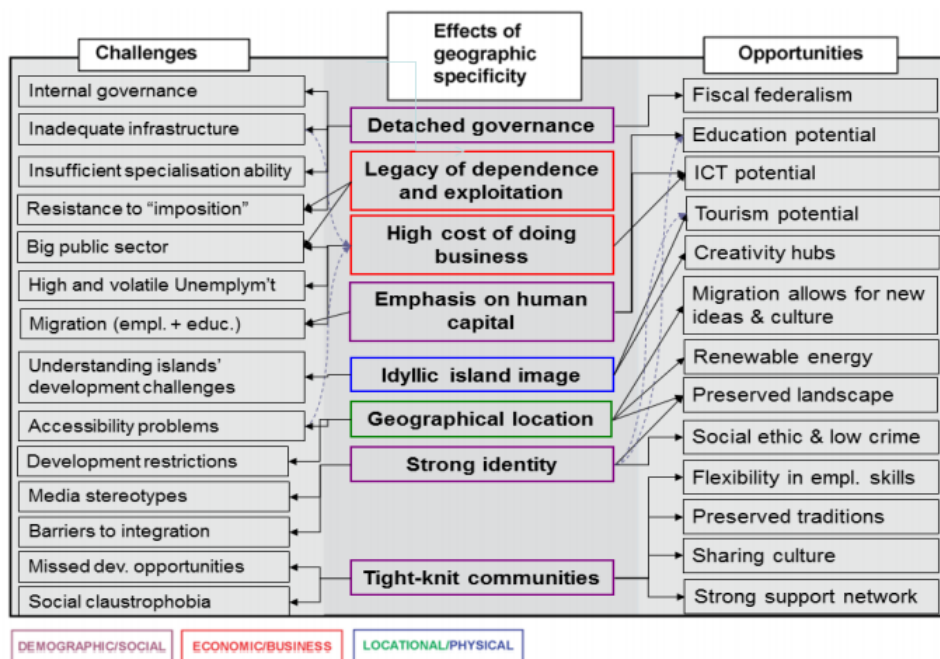 Challenges
Effects of
geographic
specificity
Opportunities
Internal governance
Inadequate infrastructure
Insufficient specialisation ability
Resistance to “imposition”
Big public sector
High and volatile Unemplym’t
Migration (empl. + educ.)
Understanding islands’
development challenges
Accessibility problems
Development restrictions
Media stereotypes
Barriers to integration
Missed dev. opportunities
Social claustrophobia
Detached governance
Legacy of dependence
and exploitation
High cost of doing
business
Emphasis on human
capital
Idyllic island image
Geographical location
Strong identity
Tight-knit communities
Fiscal federalism
Education potential
ICT potential
Tourism potential
Creativity hubs
Migration allows for new
ideas & culture
Renewable energy
Preserved landscape
Social ethic & low crime
Flexibility in empl. skills
Preserved traditions
Sharing culture
Strong support network
DEMOGRAPHIC/SOCIAL
ECONOMIC/BUSINESS
LOCATIONAL/PHYSICAL